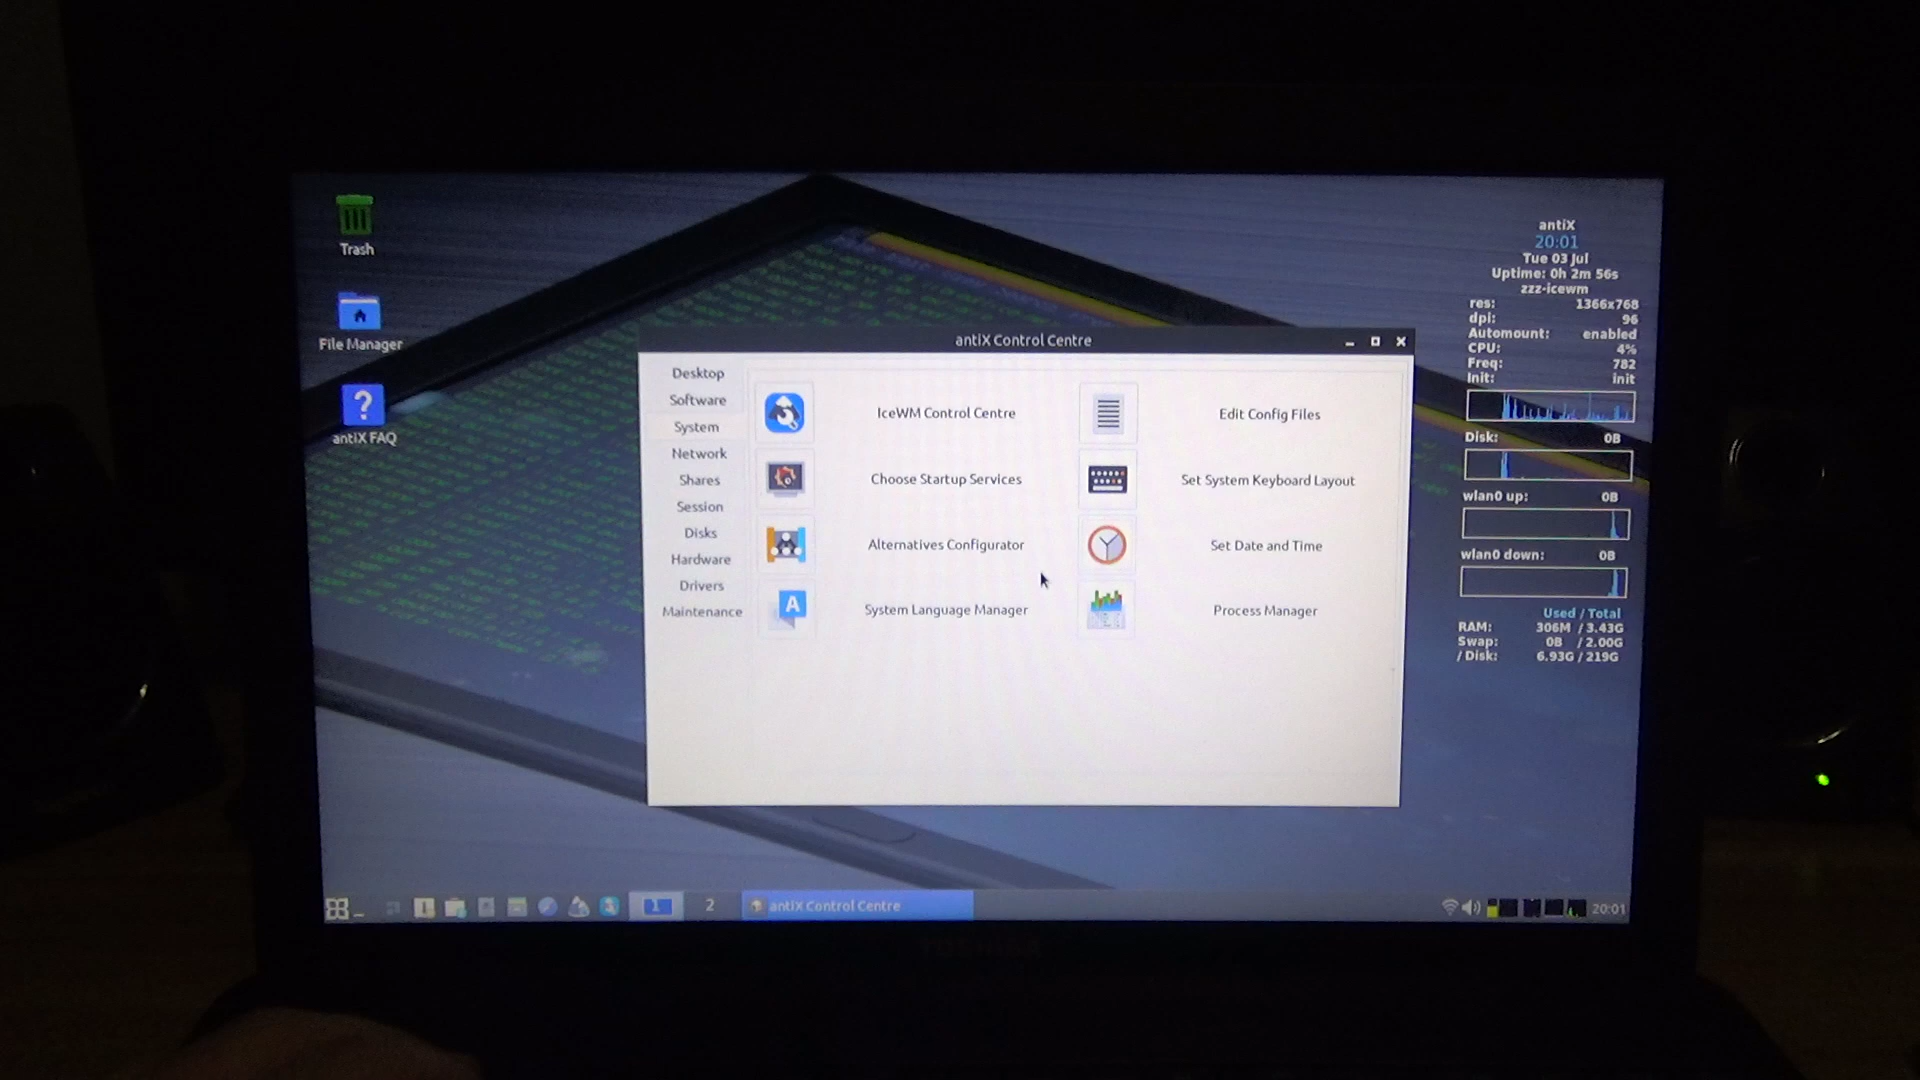 Trash
File Manager
?
antiX FAQ
antiX Control Centre
Desktop
Software
System
Network
Shares
Session
Disks
Hardware
Drivers
Maintenance
IceWM Control Centre
Edit Config Files
Choose Startup Services
Set System Keyboard Layout
Alternatives Configurator
Set Date and Time
A
System Language Manager
Process Manager
antiX
20:01
Tue 03 Jul
Uptime: 0h 2m 56s
zzz-icewm
res: 1366x768
dpi: 96
Automount: enabled
CPU: 4%
Freq: 782
Init: init
Disk: 0B
wlan0 up: 0B
wlan0 down: 0B
Used / Total
RAM: 306M / 3.43G
Swap: 0B / 2.00G
/ Disk: 6.93G / 219G
1
2
antiX Control Centre
20:01